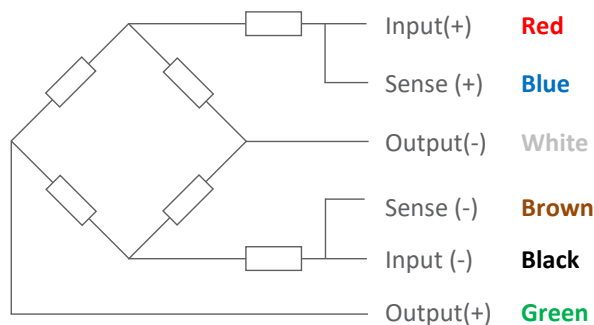 Input(+) Red
Sense (+) Blue
Output(-) White
Sense (-) Brown
Input (-) Black
Output(+) Green